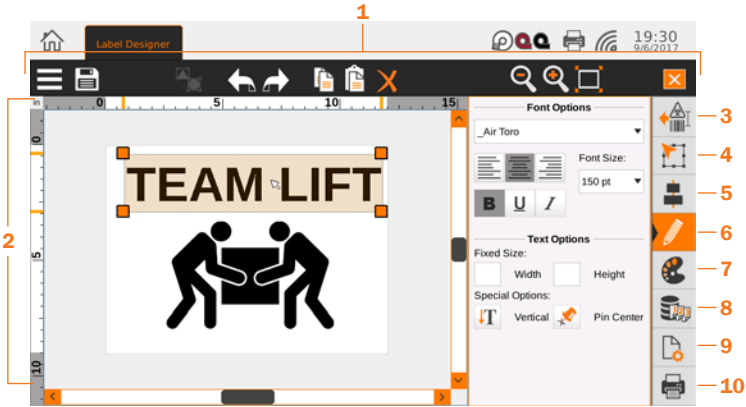 1
Label Designer
19:30
9/6/2017
in 0 5 10 15
3
Font Options
_Air Toro
4
Font Size:
150 pt
5
TEAM LIFT
B U I
0
2
6
Text Options
Fixed Size:
Width Height
7
5
Special Options:
T Vertical Pin Center
8
9
10
10